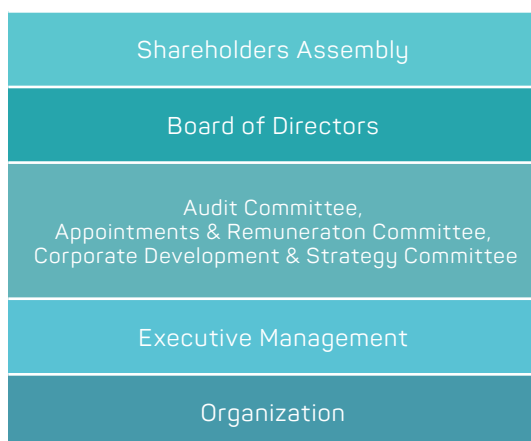 Shareholders Assembly
Board of Directors
Audit Committee,
Appointments & Remuneraton Committee,
Corporate Development & Strategy Committee
Executive Management
Organization